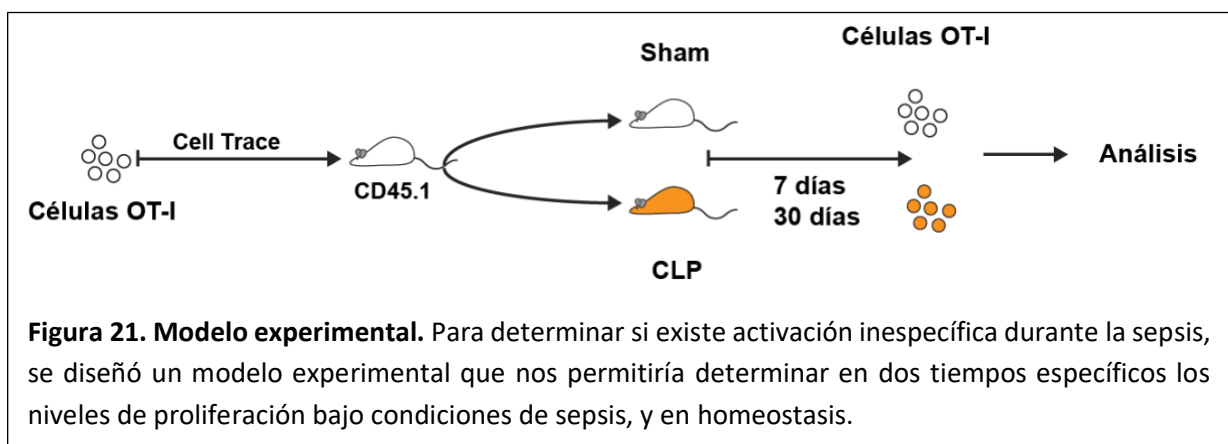 Células OT-I
Sham
Cell Trace
CD45.1
Células OT-I
7 días
30 días
Análisis
CLP
Figura 21. Modelo experimental. Para determinar si existe activación inespecífica durante la sepsis,
se diseñó un modelo experimental que nos permitiría determinar en dos tiempos específicos los
niveles de proliferación bajo condiciones de sepsis, y en homeostasis.